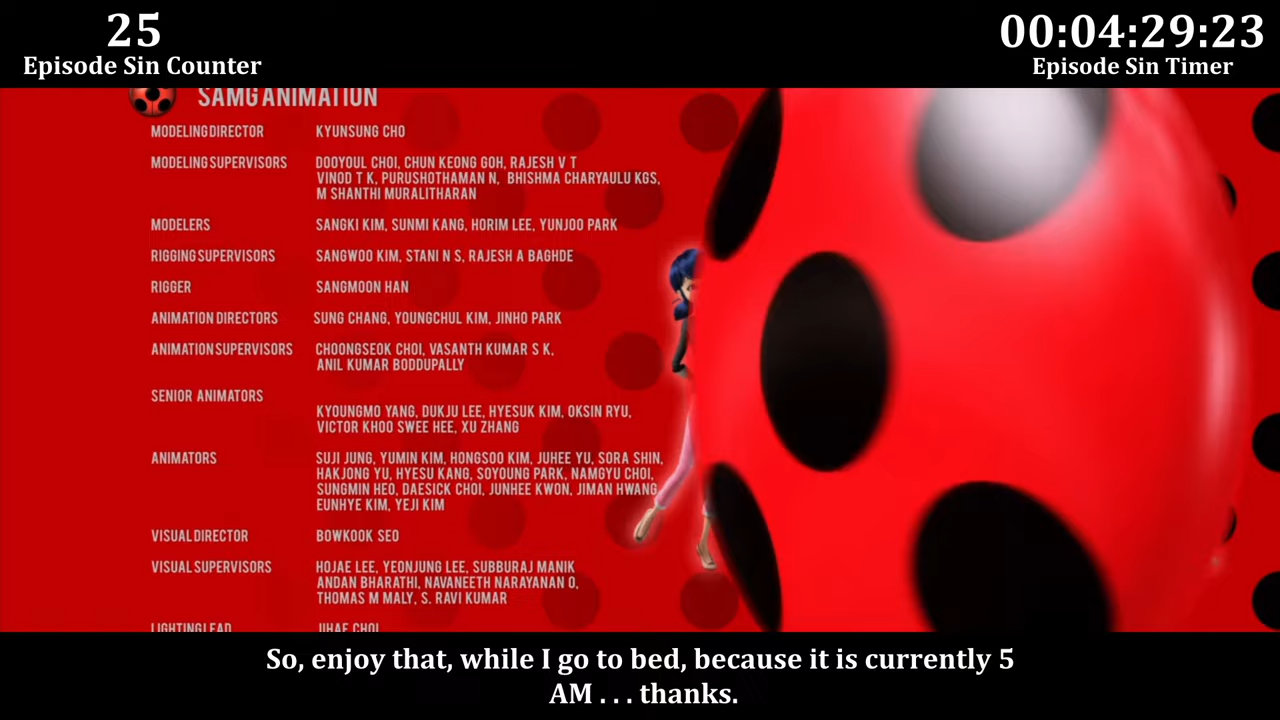 25
Episode Sin Counter
00:04:29:23
Episode Sin Timer
SAMG ANIMATION
MODELING DIRECTOR KYUNSUNG CHO
MODELING SUPERVISORS DOOYOUL CHOI, CHUN KEONG GOH, RAJESH V T
VINOD T K, PURUSHOTHAMAN N, BHISHMA CHARYAULU KGS,
M SHANTHI MURALITHARAN
MODELERS SANGKI KIM, SUNMI KANG, HORIM LEE, YUNJOO PARK
RIGGING SUPERVISORS SANGWOO KIM, STANI N S, RAJESH A BAGHDE
RIGGER SANGMOON HAN
ANIMATION DIRECTORS SUNG CHANG, YOUNGCHUL KIM, JINHO PARK
ANIMATION SUPERVISORS CHOONGSEOK CHOI, VASANTH KUMAR S K,
ANIL KUMAR BODDUPALLY
SENIOR ANIMATORS
KYOUNGMO YANG, DUKJU LEE, HYESUK KIM, OKSIN RYU,
VICTOR KHOO SWEE HEE, XU ZHANG
ANIMATORS SUJI JUNG, YUMIN KIM, HONGSOO KIM, JUHEE YU, SORA SHIN,
HAKJONG YU, HYESU KANG, SOYOUNG PARK, NAMGYU CHOI,
SUNGMIN HEO, DAESICK CHOI, JUNHEE KWON, JIMAN HWANG,
EUNHYE KIM, YEJI KIM
VISUAL DIRECTOR BOWKOOK SEO
VISUAL SUPERVISORS HOJAE LEE, YEONJUNG LEE, SUBBURAJ MANIK
ANDAN BHARATHI, NAVANEETH NARAYANAN O,
THOMAS M MALY, S. RAVI KUMAR
LIGHTING LEAD JIHAE CHOI
So, enjoy that, while I go to bed, because it is currently 5
AM . . . thanks.